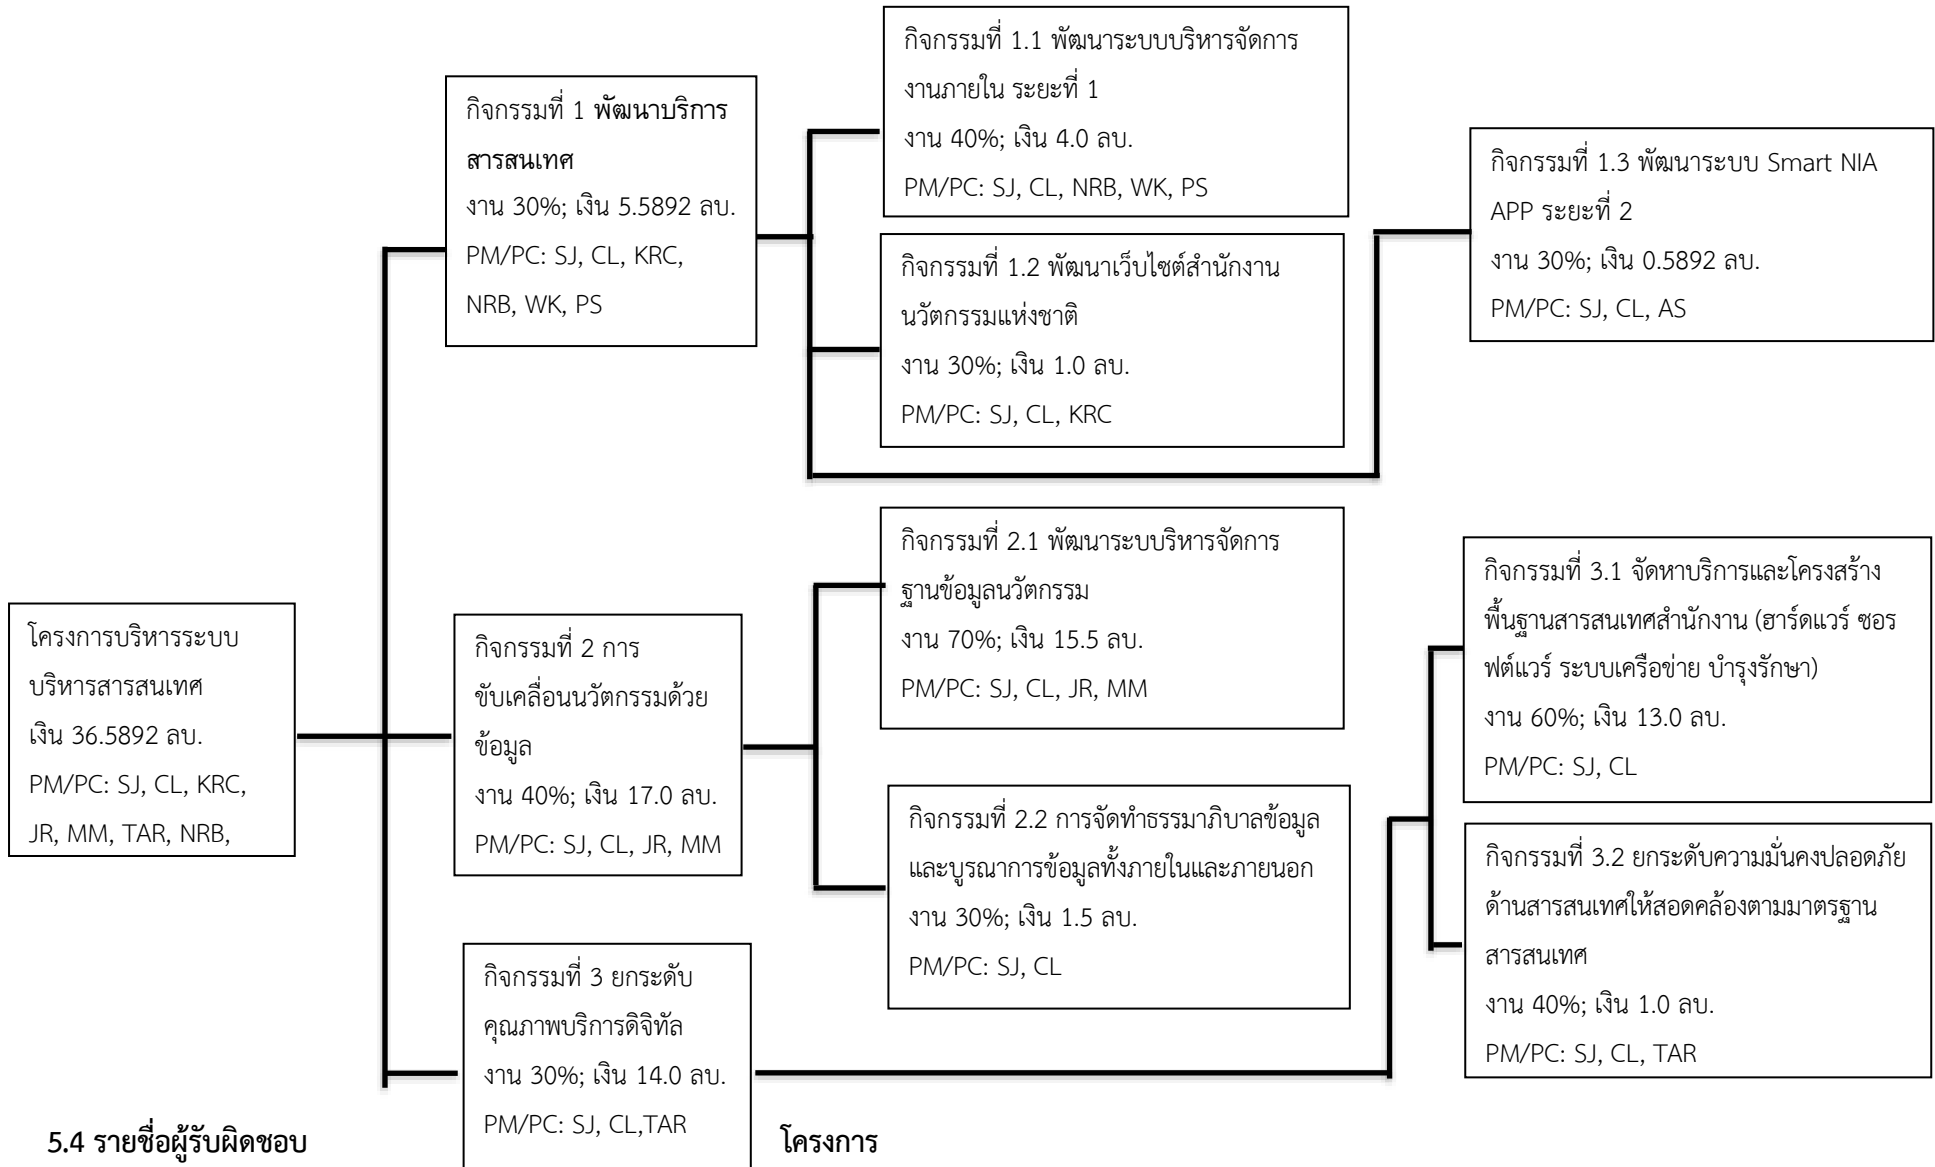 โครงการบริหารระบบ
บริหารสารสนเทศ
เงิน 36.5892 ลบ.
PM/PC: SJ, CL, KRC,
JR, MM, TAR, NRB,
กิจกรรมที่ 1 พัฒนาบริการ
สารสนเทศ
งาน 30%; เงิน 5.5892 ลบ.
PM/PC: SJ, CL, KRC,
NRB, WK, PS
กิจกรรมที่ 1.1 พัฒนาระบบบริหารจัดการ
งานภายใน ระยะที่ 1
งาน 40%; เงิน 4.0 ลบ.
PM/PC: SJ, CL, NRB, WK, PS
กิจกรรมที่ 1.2 พัฒนาเว็บไซต์สำนักงาน
นวัตกรรมแห่งชาติ
งาน 30%; เงิน 1.0 ลบ.
PM/PC: SJ, CL, KRC
กิจกรรมที่ 1.3 พัฒนาระบบ Smart NIA
APP ระยะที่ 2
งาน 30%; เงิน 0.5892 ลบ.
PM/PC: SJ, CL, AS
กิจกรรมที่ 2 การ
ขับเคลื่อนนวัตกรรมด้วย
ข้อมูล
งาน 40%; เงิน 17.0 ลบ.
PM/PC: SJ, CL, JR, MM
กิจกรรมที่ 2.1 พัฒนาระบบบริหารจัดการ
ฐานข้อมูลนวัตกรรม
งาน 70%; เงิน 15.5 ลบ.
PM/PC: SJ, CL, JR, MM
กิจกรรมที่ 2.2 การจัดทำธรรมาภิบาลข้อมูล
และบูรณาการข้อมูลทั้งภายในและภายนอก
งาน 30%; เงิน 1.5 ลบ.
PM/PC: SJ, CL
กิจกรรมที่ 3 ยกระดับ
คุณภาพบริการดิจิทัล
งาน 30%; เงิน 14.0 ลบ.
PM/PC: SJ, CL,TAR
กิจกรรมที่ 3.1 จัดหาบริการและโครงสร้าง
พื้นฐานสารสนเทศสำนักงาน (ฮาร์ดแวร์ ซอร
ฟต์แวร์ ระบบเครือข่าย บำรุงรักษา)
งาน 60%; เงิน 13.0 ลบ.
PM/PC: SJ, CL
กิจกรรมที่ 3.2 ยกระดับความมั่นคงปลอดภัย
ด้านสารสนเทศให้สอดคล้องตามมาตรฐาน
สารสนเทศ
งาน 40%; เงิน 1.0 ลบ.
PM/PC: SJ, CL, TAR
5.4 รายชื่อผู้รับผิดชอบ โครงการ